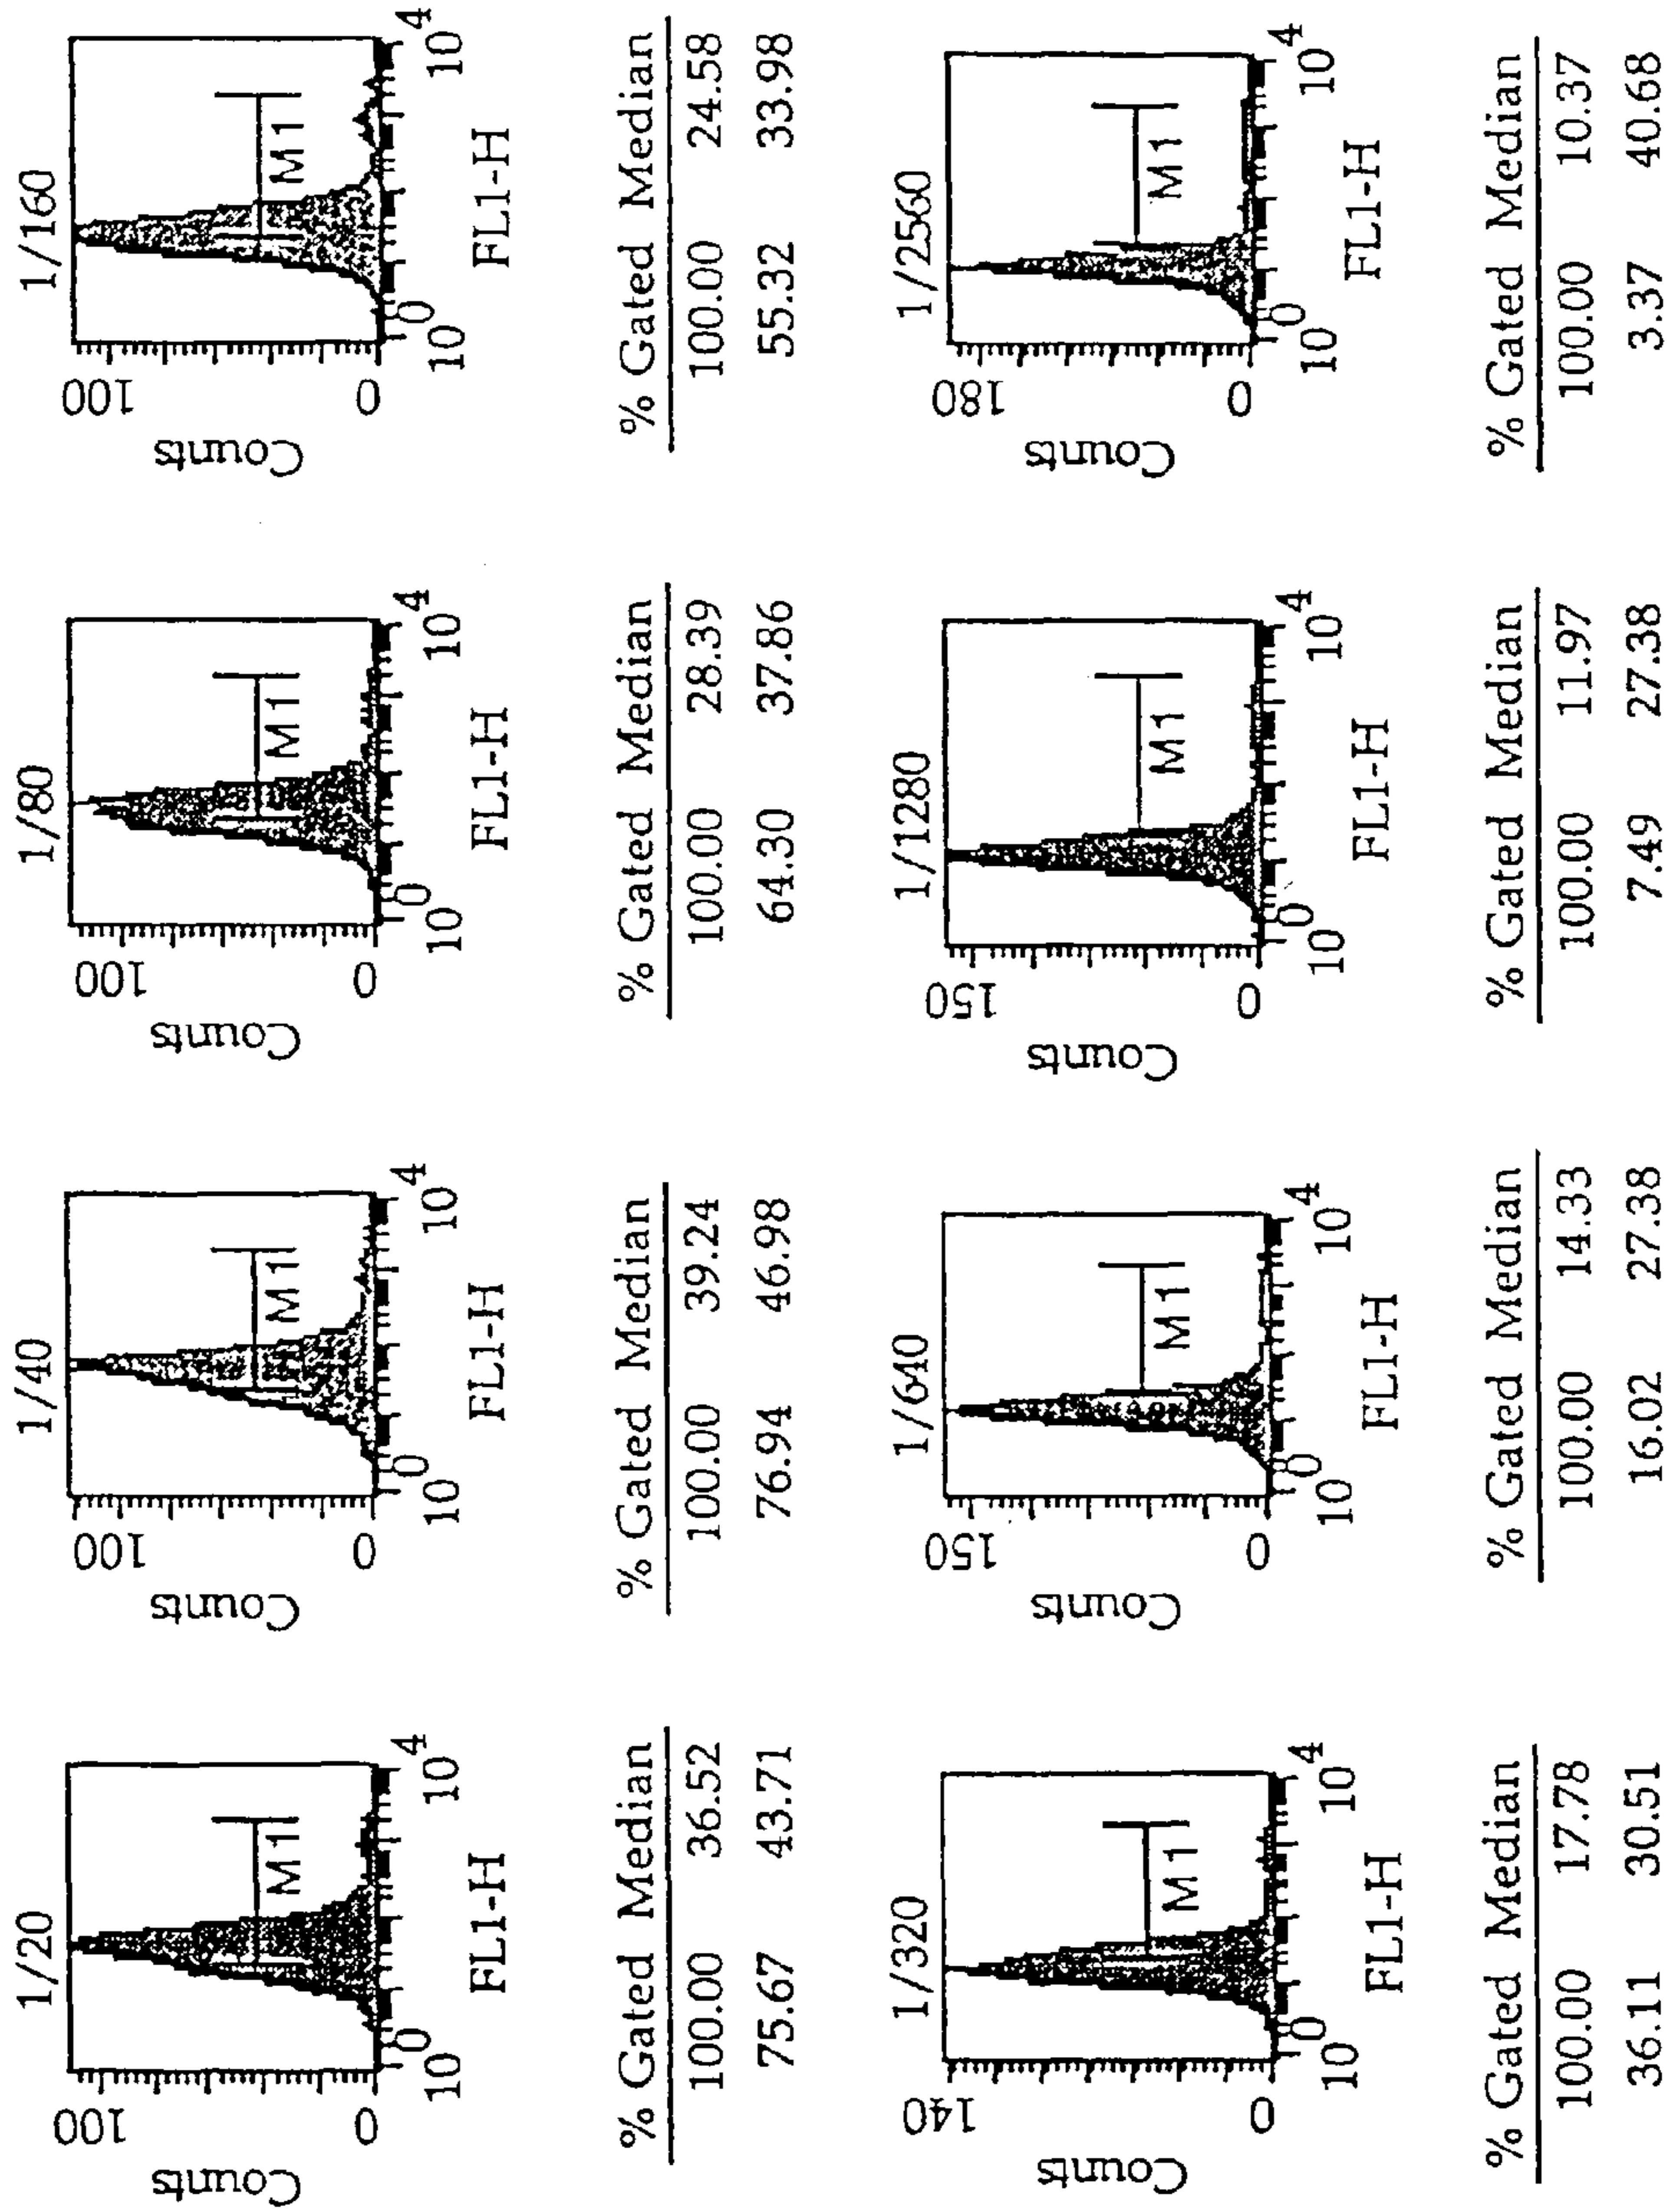 1/20
Counts
100
0
10 0
10 4
M1
FL1-H
% Gated Median
100.00 36.52
75.67 43.71
1/40
Counts
100
0
10 0
10 4
M1
FL1-H
% Gated Median
100.00 39.24
76.94 46.98
1/80
Counts
100
0
10 0
10 4
M1
FL1-H
% Gated Median
100.00 28.39
64.30 37.86
1/160
Counts
100
0
10 0
10 4
M1
FL1-H
% Gated Median
100.00 24.58
55.32 33.98
1/320
Counts
140
0
10 0
10 4
M1
FL1-H
% Gated Median
100.00 17.78
36.11 30.51
1/640
Counts
150
0
10 0
10 4
M1
FL1-H
% Gated Median
100.00 14.33
16.02 27.38
1/1280
Counts
150
0
10 0
10 4
M1
FL1-H
% Gated Median
100.00 11.97
7.49 27.38
1/2560
Counts
180
0
10 0
10 4
M1
FL1-H
% Gated Median
100.00 10.37
3.37 40.68